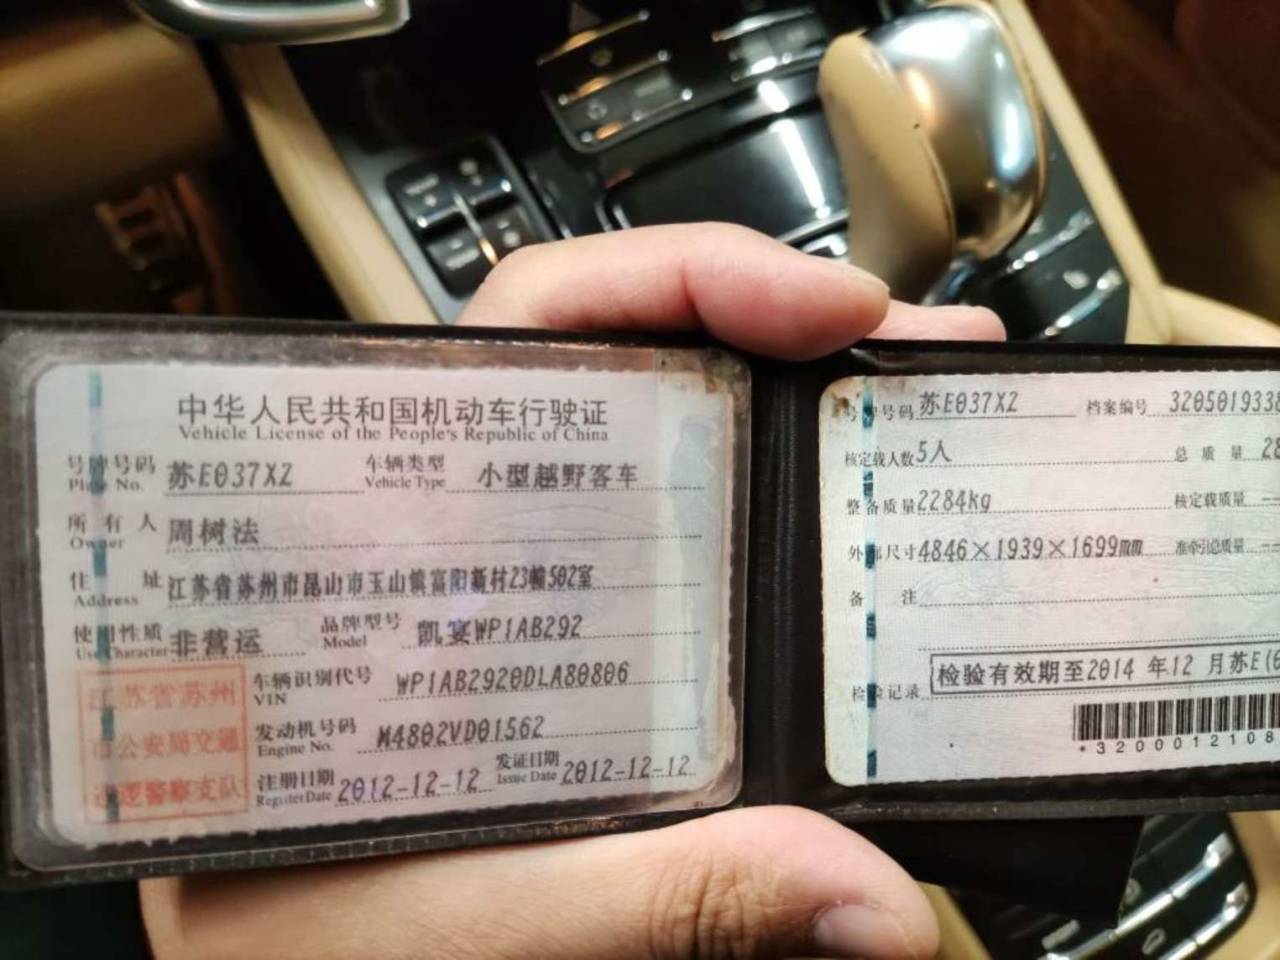 中华人民共和国机动车行驶证
Vehicle License of the People's Republic of China
号牌号码 苏E037XZ 车辆类型 小型越野客车
Plate No. Vehicle Type
所有人 周树法
Owner
住址 江苏省苏州市昆山市玉山镇富阳新村23幢502室
Address
使用性质 非营运 品牌型号 凯宴WP1AB292
Use Character Model
车辆识别代号 WP1AB2920DLA80806
VIN
发动机号码 M4802VD01562
Engine No.
注册日期 2012-12-12 发证日期 2012-12-12
Register Date Issue Date
江苏省苏州
市公安局交通
巡逻警察支队
号牌号码 苏E037XZ 档案编号 3205019338
核定载人数 5人 总质量 28
整备质量 2284kg 核定载质量 --
外部尺寸 4846×1939×1699mm 准牵引总质量 --
备注
检验记录 检验有效期至2014 年12 月苏E(
*3200012108